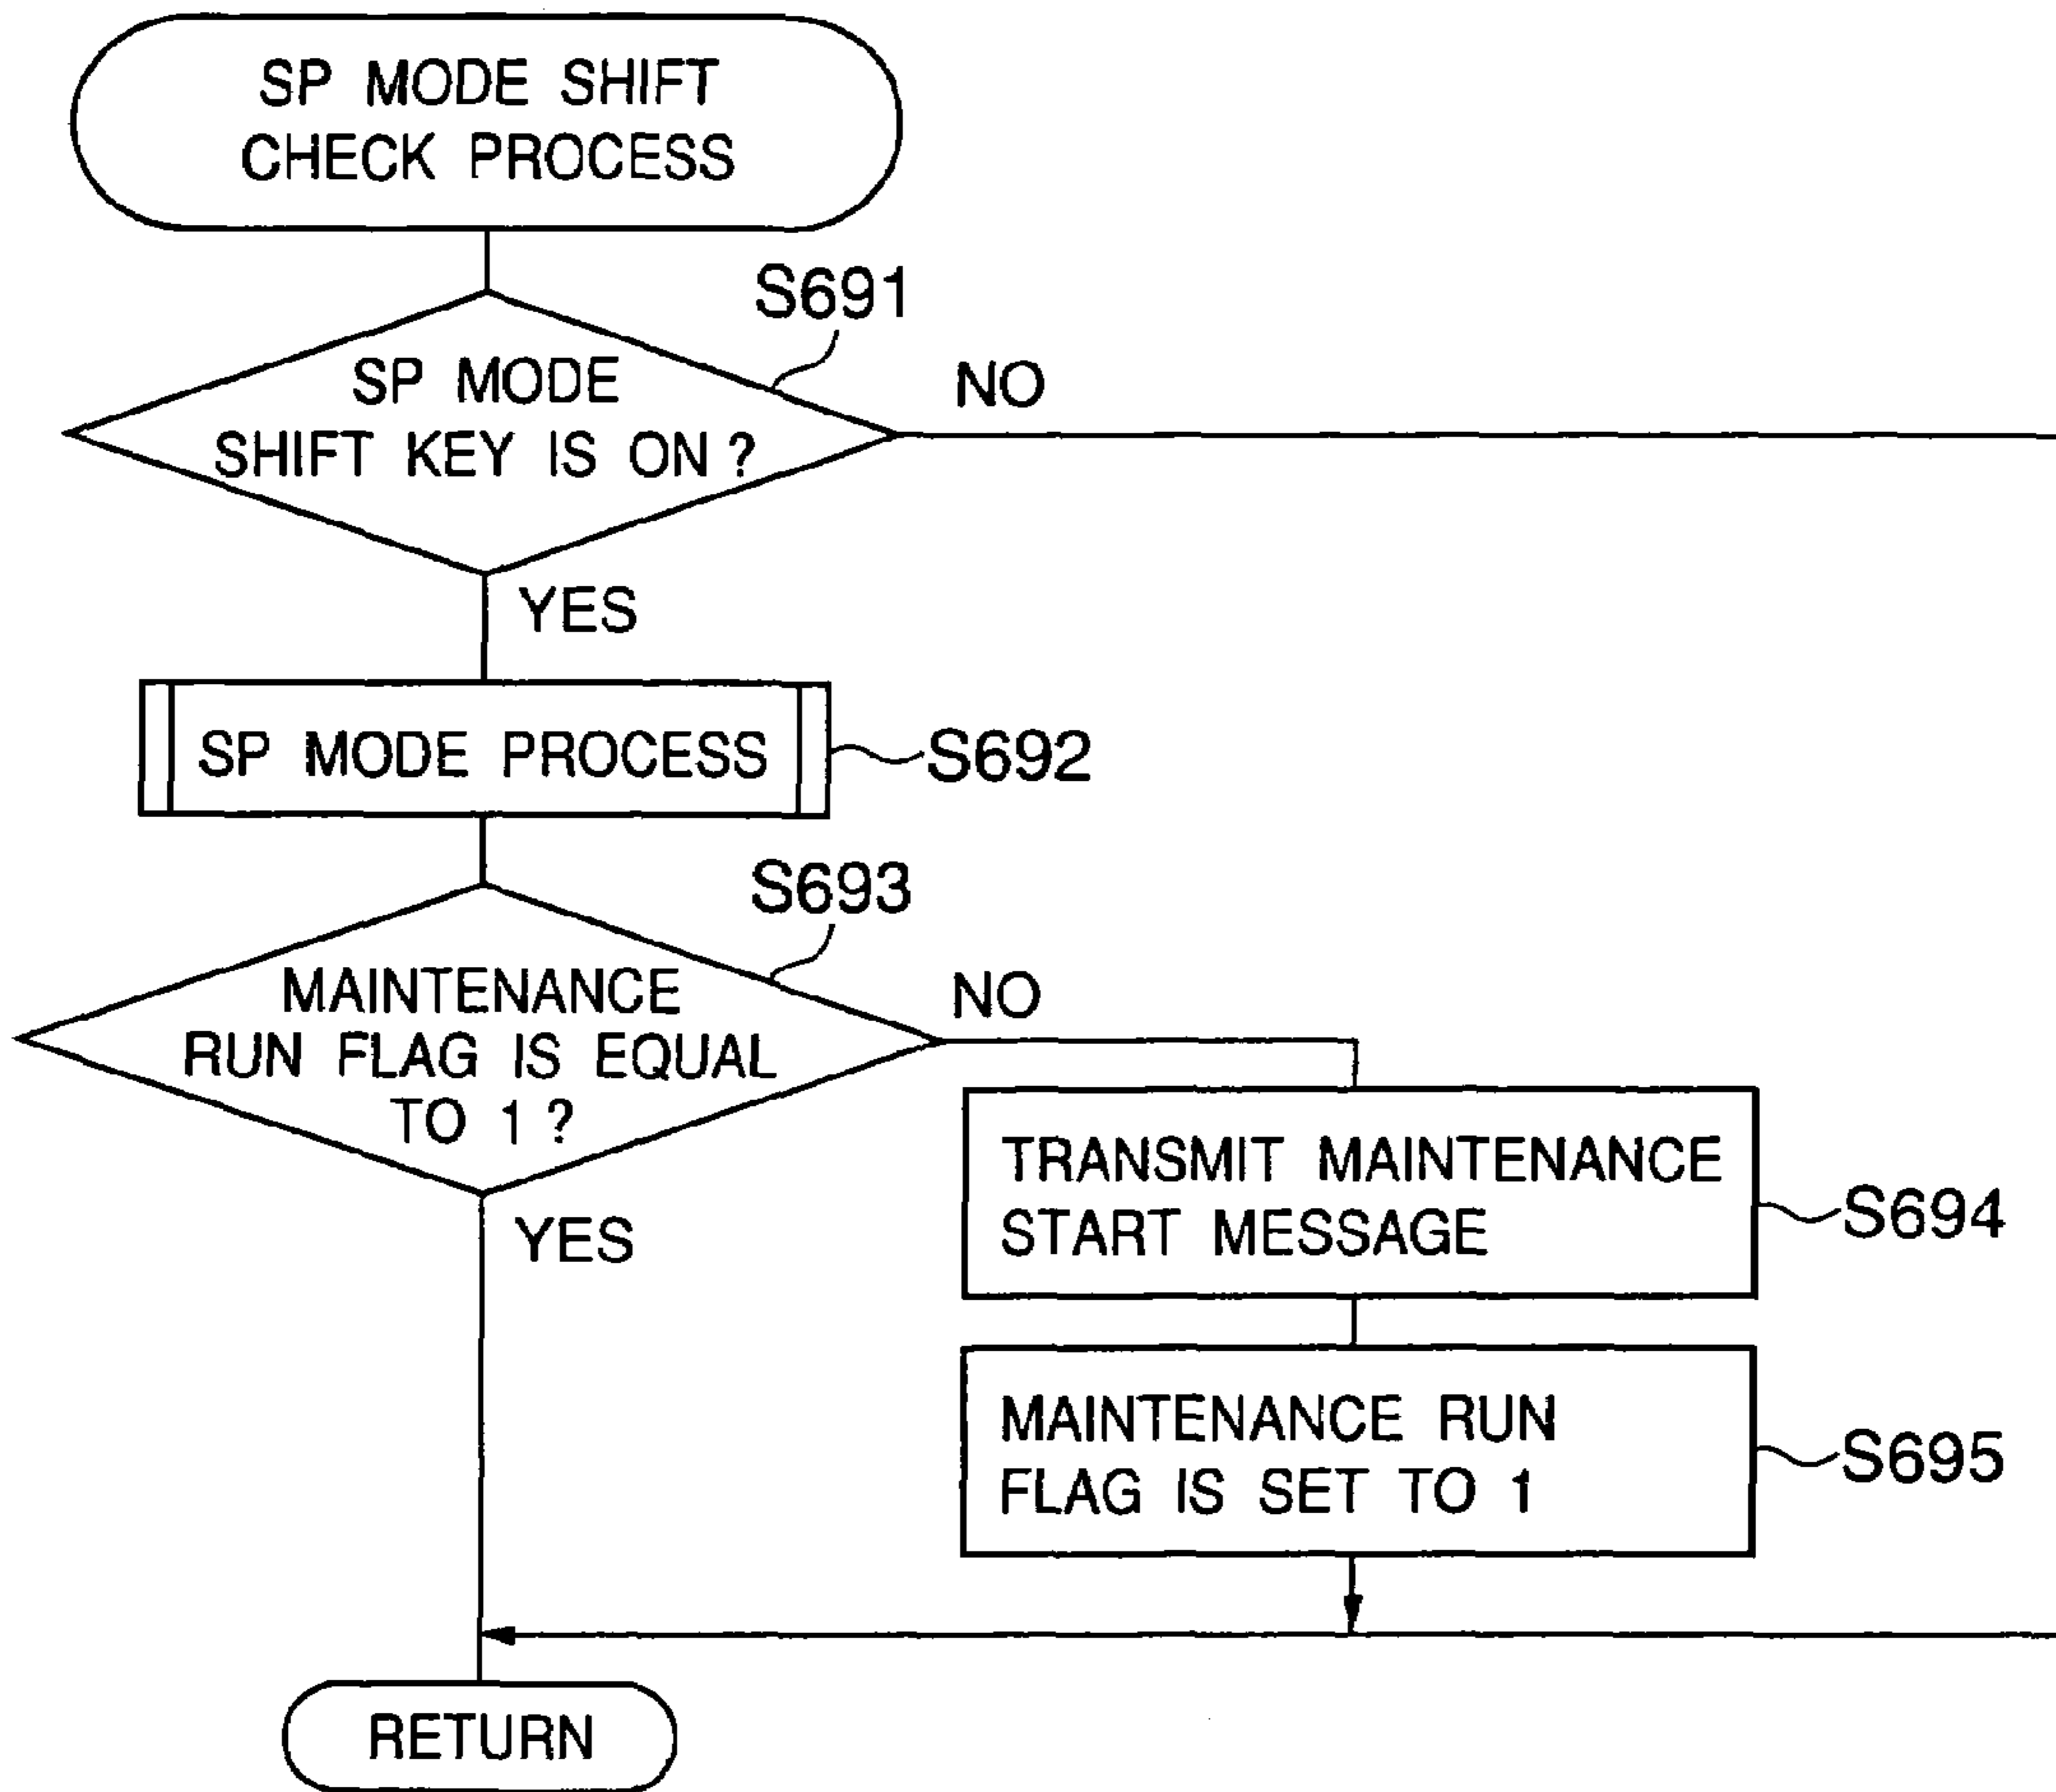 SP MODE SHIFT
CHECK PROCESS
S691
SP MODE
SHIFT KEY IS ON ?
NO
YES
SP MODE PROCESS
S692
S693
MAINTENANCE
RUN FLAG IS EQUAL
TO 1 ?
NO
YES
TRANSMIT MAINTENANCE
START MESSAGE
S694
MAINTENANCE RUN
FLAG IS SET TO 1
S695
RETURN